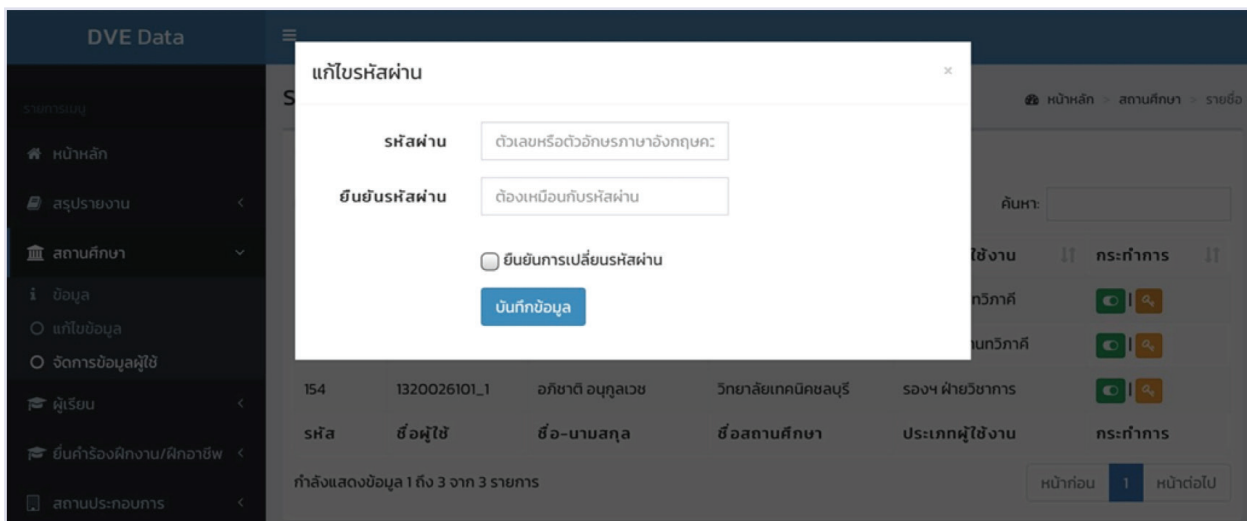 DVE Data
แก้ไขรหัสผ่าน ×
รายการเมนู
หน้าหลัก > สถานศึกษา > รายชื่อ
รหัสผ่าน ตัวเลขหรือตัวอักษรภาษาอังกฤษ
หน้าหลัก
ยืนยันรหัสผ่าน ต้องเหมือนกับรหัสผ่าน
สรุปรายงาน
ค้นหา:
สถานศึกษา
ยืนยันการเปลี่ยนรหัสผ่าน
ใช้งาน กระทำการ
ข้อมูล
บันทึกข้อมูล
ทวิภาคี
แก้ไขข้อมูล
จัดการข้อมูลผู้ใช้
ทวิภาคี
154 1320026101_1 อภิชาติ อนุกูลเวช วิทยาลัยเทคนิคชลบุรี รองฯ ฝ่ายวิชาการ
ผู้เรียน
รหัส ชื่อผู้ใช้ ชื่อ-นามสกุล ชื่อสถานศึกษา ประเภทผู้ใช้งาน กระทำการ
ยื่นคำร้องฝึกงาน/ฝึกอาชีพ
กำลังแสดงข้อมูล 1 ถึง 3 จาก 3 รายการ
หน้าก่อน 1 หน้าต่อไป
สถานประกอบการ